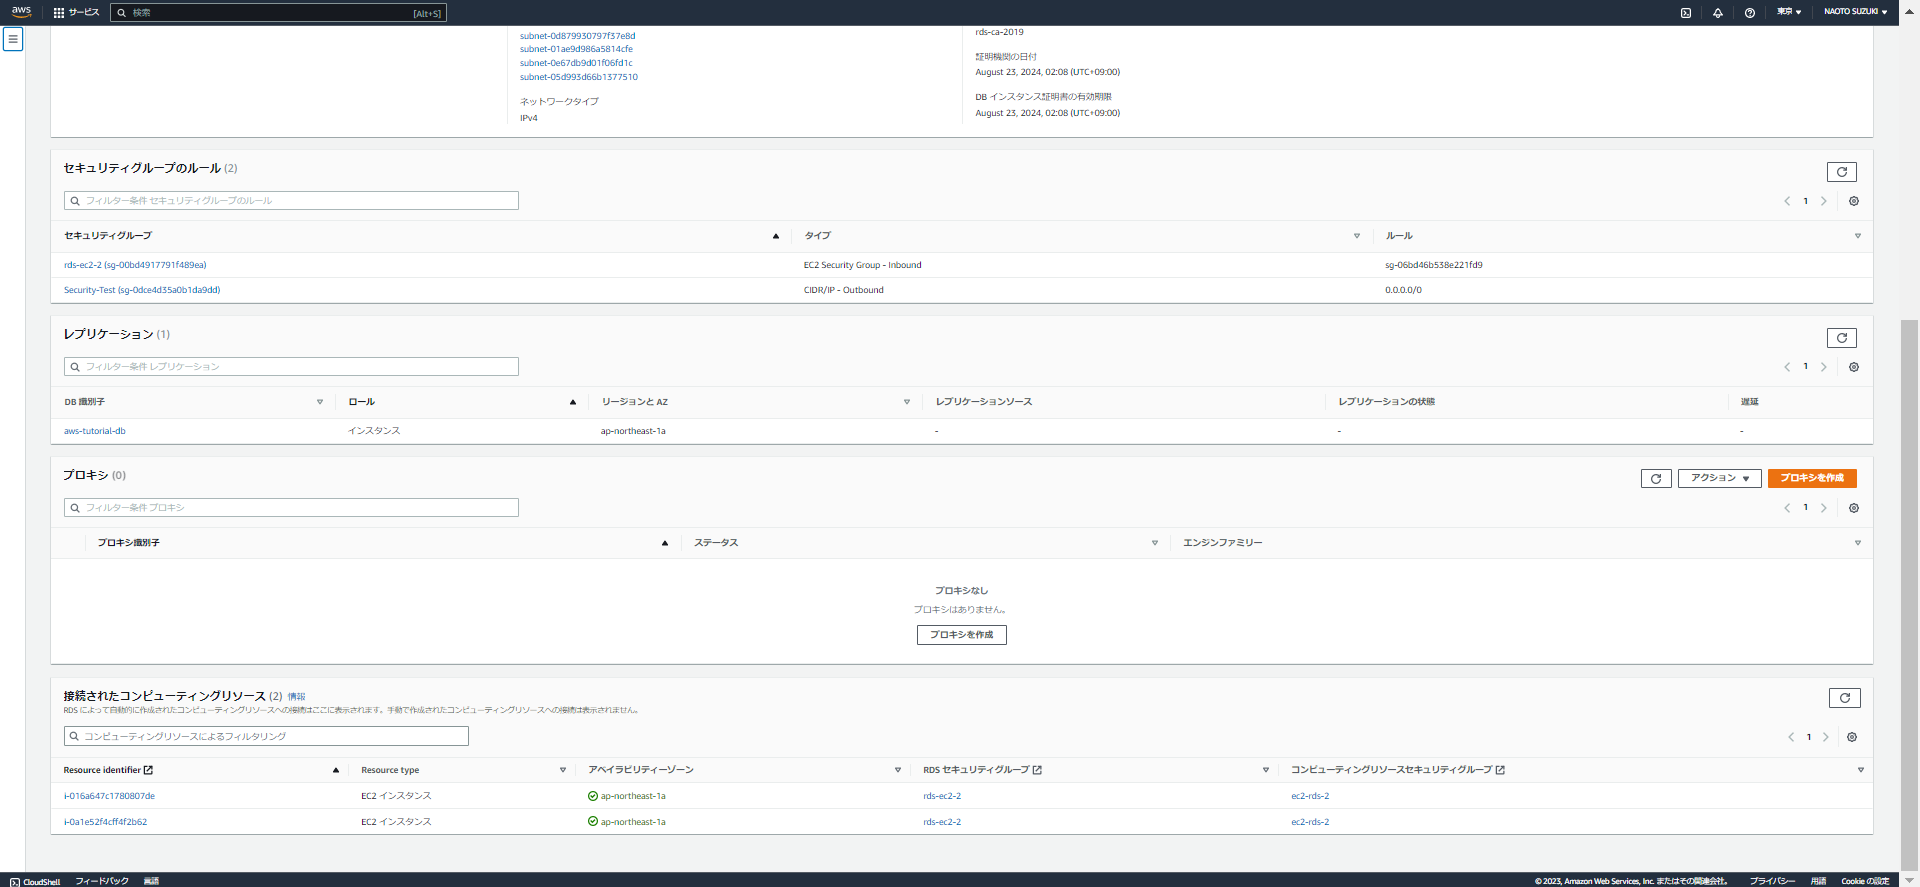 aws サービス 検索 [Alt+S] 東京 NAOTO SUZUKI
subnet-0d879930797f37e8d
subnet-01ae9d986a5814cfe
subnet-0e67db9d01f06fd1c
subnet-05d993d66b1377510
ネットワークタイプ
IPv4
rds-ca-2019
証明機関の日付
August 23, 2024, 02:08 (UTC+09:00)
DB インスタンス証明書の有効期限
August 23, 2024, 02:08 (UTC+09:00)
セキュリティグループのルール (2)
フィルター条件 セキュリティグループのルール
1
セキュリティグループ タイプ ルール
rds-ec2-2 (sg-00bd4917791f489ea) EC2 Security Group - Inbound sg-06bd46b538e221fd9
Security-Test (sg-0dce4d35a0b1da9dd) CIDR/IP - Outbound 0.0.0.0/0
レプリケーション (1)
フィルター条件 レプリケーション
1
DB 識別子 ロール リージョンと AZ レプリケーションソース レプリケーションの状態 遅延
aws-tutorial-db インスタンス ap-northeast-1a - - -
プロキシ (0)
アクション プロキシを作成
フィルター条件 プロキシ
1
プロキシ識別子 ステータス エンジンファミリー
プロキシなし
プロキシはありません。
プロキシを作成
接続されたコンピューティングリソース (2) 情報
RDS によって自動的に作成されたコンピューティングリソースへの接続はここに表示されます。手動で作成されたコンピューティングリソースへの接続は表示されません。
コンピューティングリソースによるフィルタリング
1
Resource identifier Resource type アベイラビリティーゾーン RDS セキュリティグループ コンピューティングリソースセキュリティグループ
i-016a647c1780807de EC2 インスタンス ap-northeast-1a rds-ec2-2 ec2-rds-2
i-0a1e52f4cff4f2b62 EC2 インスタンス ap-northeast-1a rds-ec2-2 ec2-rds-2
CloudShell フィードバック 言語 © 2023, Amazon Web Services, Inc. またはその関連会社。 プライバシー 用語 Cookie の設定